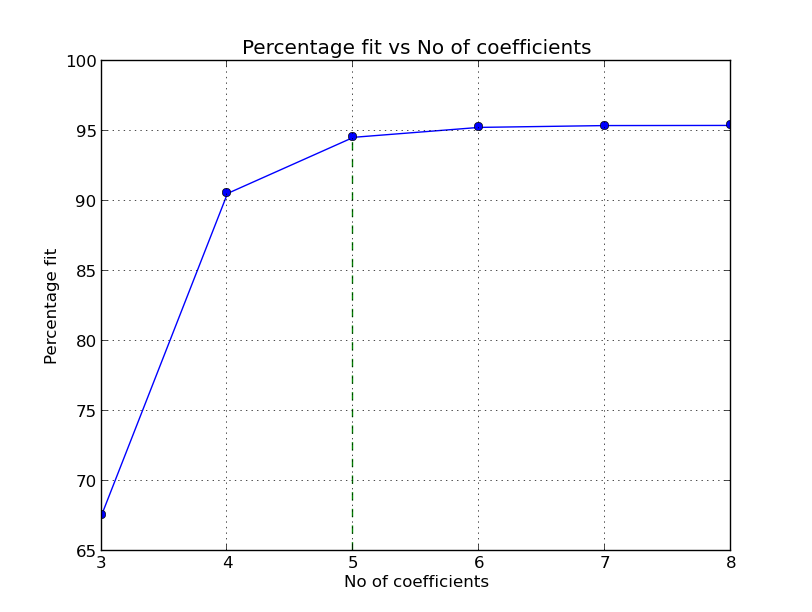 Percentage fit vs No of coefficients
100
95
90
85
80
75
70
65
Percentage fit
3 4 5 6 7 8
No of coefficients